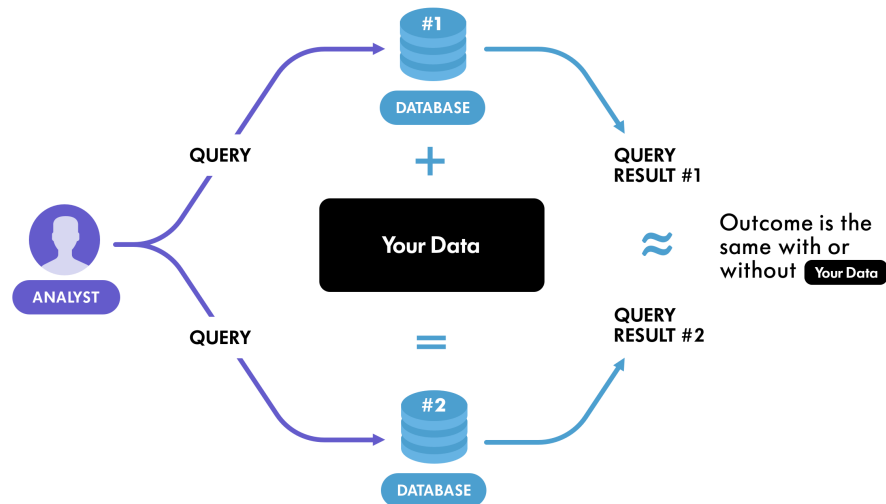 #1
DATABASE
QUERY
+
QUERY
RESULT #1
Your Data
≈
Outcome is the
same with or
without Your Data
ANALYST
QUERY
=
QUERY
RESULT #2
#2
DATABASE